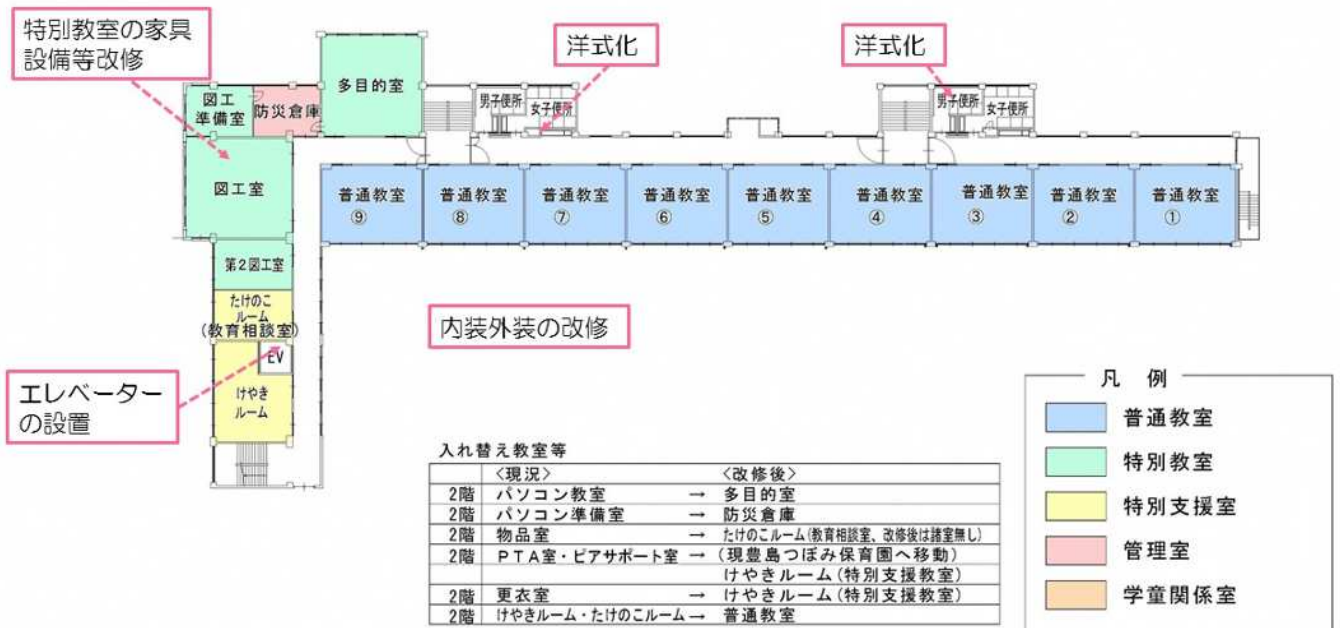 特別教室の家具
設備等改修
洋式化
洋式化
多目的室
図工
準備室
防災倉庫
男子便所
女子便所
男子便所
女子便所
図工室
普通教室
⑨
普通教室
⑧
普通教室
⑦
普通教室
⑥
普通教室
⑤
普通教室
④
普通教室
③
普通教室
②
普通教室
①
第2図工室
たけのこ
ルーム
(教育相談室)
EV
けやき
ルーム
内装外装の改修
エレベーター
の設置
入れ替え教室等
<現況> <改修後>
2階 パソコン教室 → 多目的室
2階 パソコン準備室 → 防災倉庫
2階 物品室 → たけのこルーム(教育相談室、改修後は諸室無し)
2階 PTA室・ピアサポート室 → (現豊島つぼみ保育園へ移動)
けやきルーム(特別支援教室)
2階 更衣室 → けやきルーム(特別支援教室)
2階 けやきルーム・たけのこルーム → 普通教室
凡 例
普通教室
特別教室
特別支援室
管理室
学童関係室